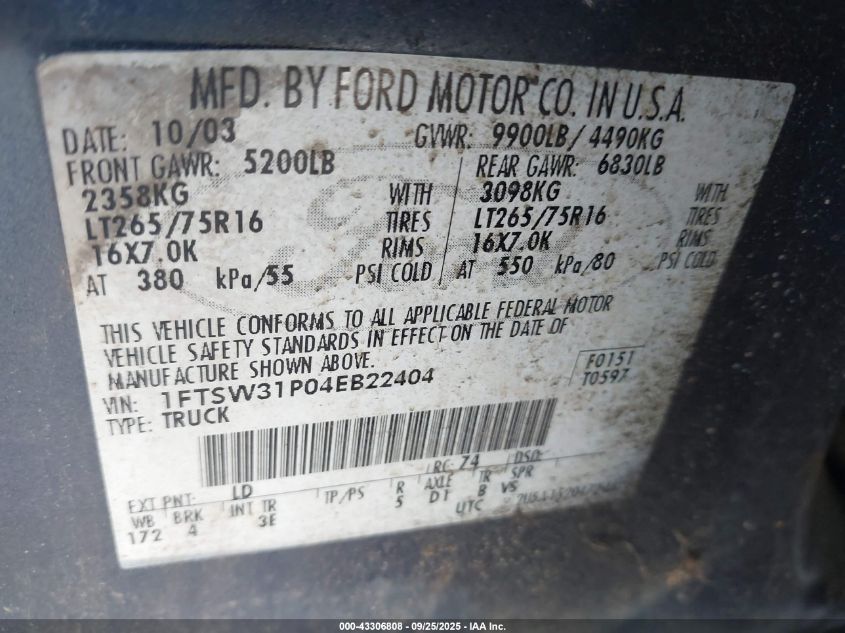 MFD. BY FORD MOTOR CO. IN U.S.A.
DATE: 10/03 GVWR: 9900LB/4490KG
FRONT GAWR: 5200LB REAR GAWR: 6830LB
2358KG WITH 3098KG WITH
LT265/75R16 TIRES LT265/75R16 TIRES
16X7.0K RIMS 16X7.0K RIMS
AT 380 kPa/55 PSI COLD AT 550 kPa/80 PSI COLD
THIS VEHICLE CONFORMS TO ALL APPLICABLE FEDERAL MOTOR
VEHICLE SAFETY STANDARDS IN EFFECT ON THE DATE OF
MANUFACTURE SHOWN ABOVE.
F0151
T0597
VIN: 1FTSW31P04EB22404
TYPE: TRUCK
RC: 74 DSO:
EXT PNT: LD
WB BRK INT TR TP/PS R AXLE TR SPR
172 4 3E 5 D1 B VS
UTC
000-43306808 - 09/25/2025 - IAA Inc.